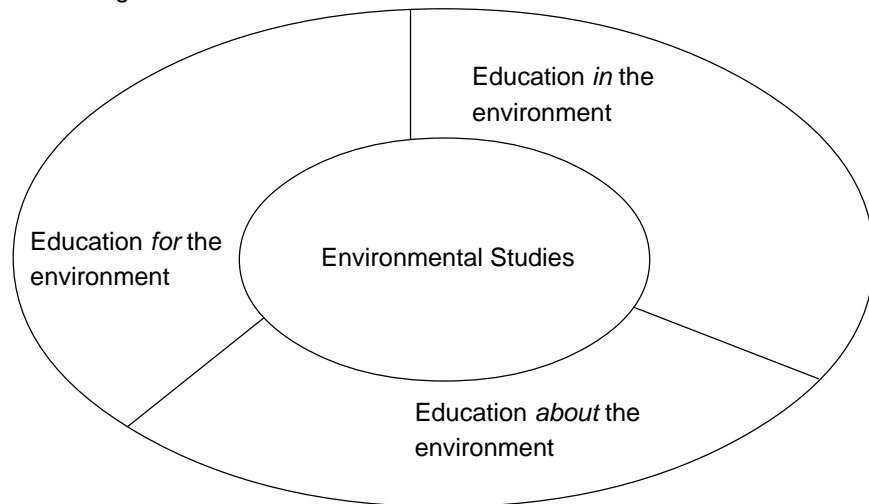 Education in the
environment
Education for the
environment
Environmental Studies
Education about the
environment